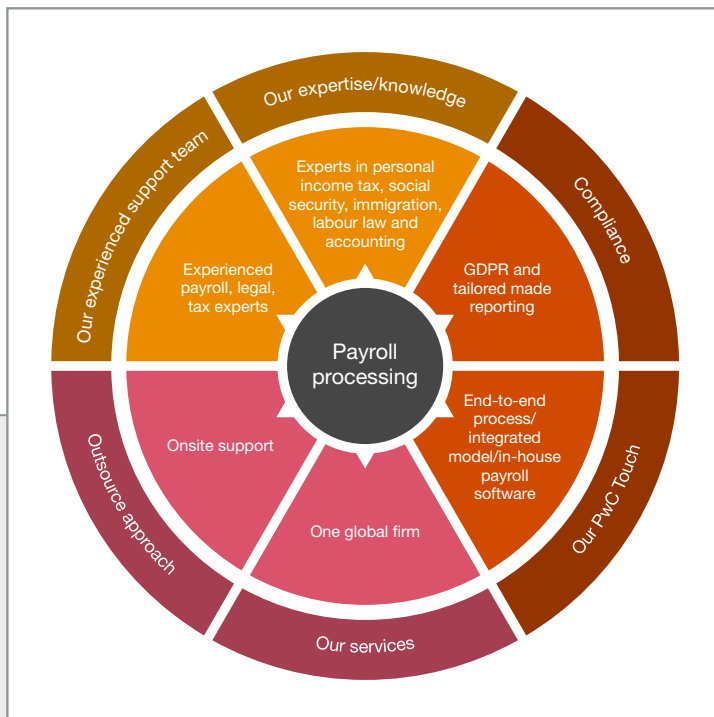 Our expertise/knowledge
Experts in personal
income tax, social
security, immigration,
labour law and
accounting
Compliance
GDPR and
tailored made
reporting
Our PwC Touch
End-to-end
process/
integrated
model/in-house
payroll
software
Our services
One global firm
Outsource approach
Onsite support
Our experienced support team
Experienced
payroll, legal,
tax experts
Payroll
processing